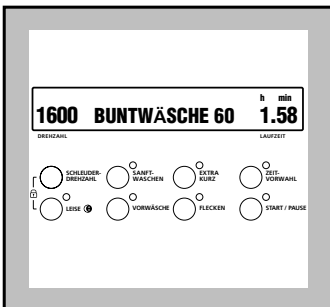 h min
1600 BUNTWÄSCHE 60 1.58
DREHZAHL LAUFZEIT
SCHLEUDER-
DREHZAHL
SANFT-
WASCHEN
EXTRA
KURZ
ZEIT-
VORWAHL
LEISE
VORWÄSCHE
FLECKEN
START / PAUSE